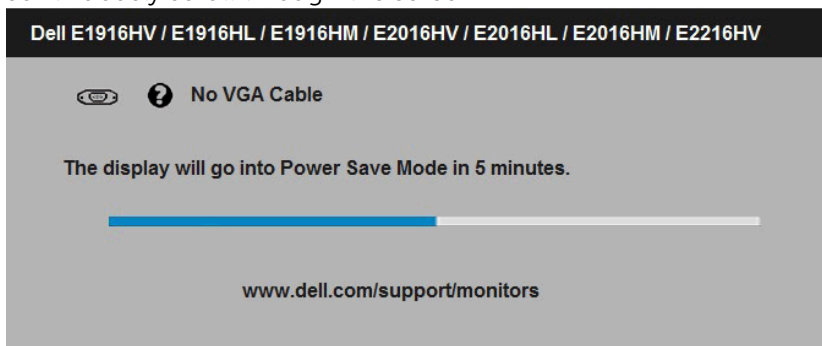 Dell E1916HV / E1916HL / E1916HM / E2016HV / E2016HL / E2016HM / E2216HV
No VGA Cable
The display will go into Power Save Mode in 5 minutes.
www.dell.com/support/monitors